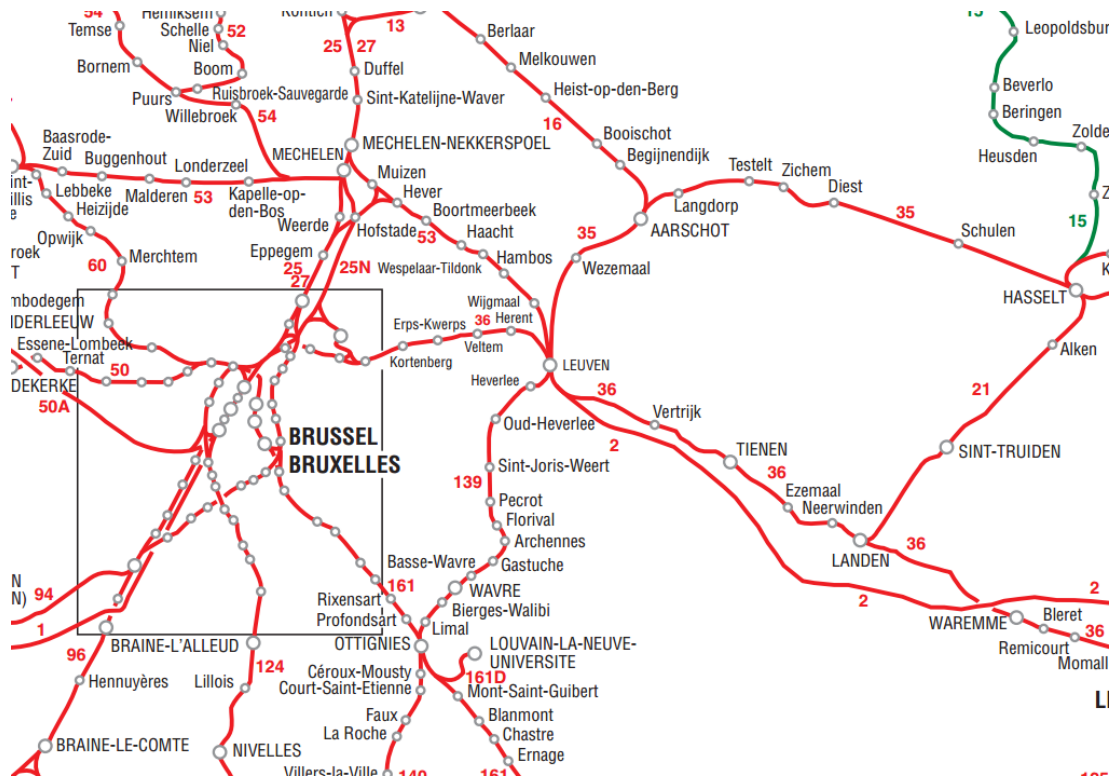 54
Temse
Bornem
Hemiksem
Schelle
52
Niel
Boom
Puurs
Ruisbroek-Sauvegarde
Willebroek
54
Kontich
25
27
13
Duffel
Sint-Katelijne-Waver
MECHELEN-NEKKERSPOEL
MECHELEN
Berlaar
Melkouwen
Heist-op-den-Berg
16
Booischot
Begijnendijk
15
Leopoldsbur
Beverlo
Beringen
Heusden
Zolde
15
Baasrode-
Zuid
Buggenhout
Londerzeel
Malderen
53
Kapelle-op-
den-Bos
Lebbeke
Heizijde
Opwijk
Merchtem
60
Muizen
Hever
Boortmeerbeek
53
Haacht
Hambos
Weerde
Hofstade
Eppegem
25
27
25N
Wespelaar-Tildonk
Wijgmaal
Herent
36
Veltem
Erps-Kwerps
Kortenberg
LEUVEN
Testelt
Zichem
Diest
Langdorp
AARSCHOT
35
Wezemaal
35
Schulen
HASSELT
Alken
21
SINT-TRUIDEN
mbodegem
NDERLEEUW
Essene-Lombeek
Ternat
50
DEKERKE
50A
BRUSSEL
BRUXELLES
Heverlee
36
Oud-Heverlee
2
Vertrijk
TIENEN
36
Ezemaal
Neerwinden
LANDEN
36
Sint-Joris-Weert
139
Pecrot
Florival
Archennes
Gastuche
Basse-Wavre
WAVRE
161
Bierges-Walibi
Rixensart
Profondsart
Limal
OTTIGNIES
LOUVAIN-LA-NEUVE-
UNIVERSITE
161D
2
2
WAREMME
Bleret
Remicourt
36
Momall
N
N)
94
1
96
BRAINE-L'ALLEUD
124
Hennuyères
Lillois
BRAINE-LE-COMTE
NIVELLES
Céroux-Mousty
Court-Saint-Etienne
Mont-Saint-Guibert
Faux
La Roche
Blanmont
Chastre
Ernage
Villers-la-Ville
140
161